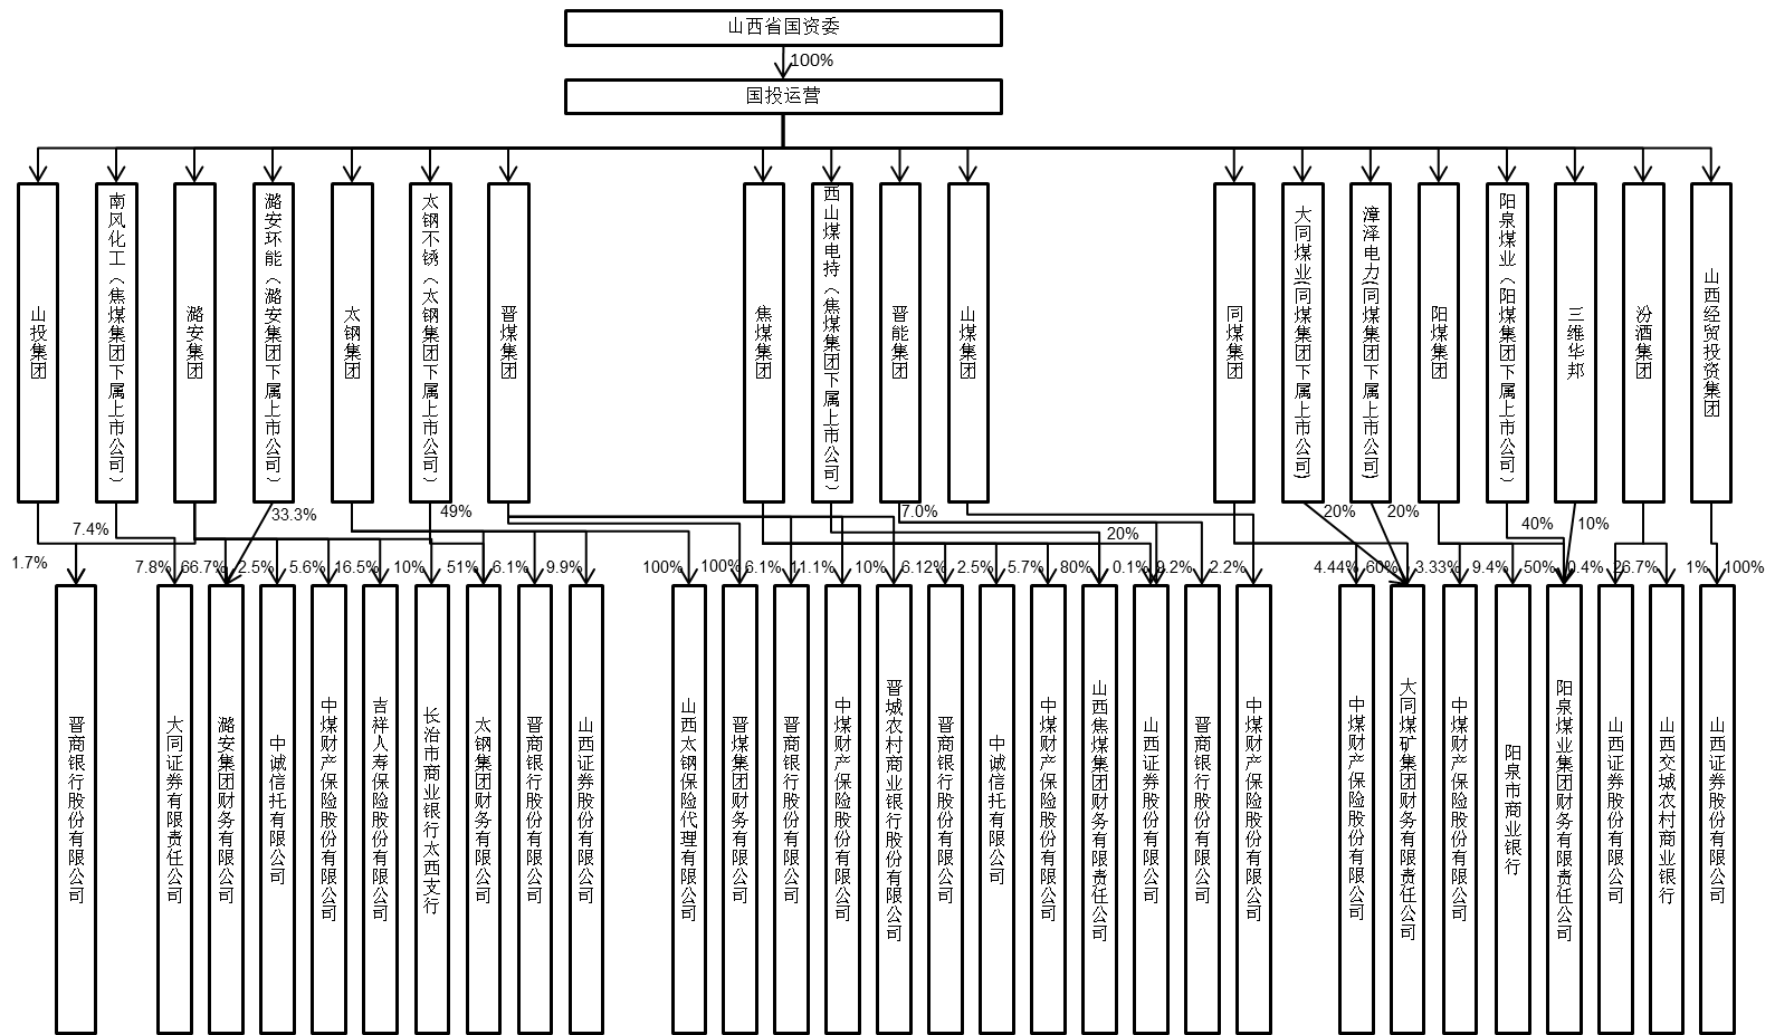 山西省国资委
100%
国投运营
山投集团
南风化工（焦煤集团下属上市公司）
潞安集团
潞安环能（潞安集团下属上市公司）
太钢集团
太钢不锈（太钢集团下属上市公司）
晋煤集团
焦煤集团
西山煤电持（焦煤集团下属上市公司）
晋能集团
山煤集团
同煤集团
大同煤业(同煤集团下属上市公司)
漳泽电力(同煤集团下属上市公司)
阳煤集团
阳泉煤业（阳煤集团下属上市公司）
三维华邦
汾酒集团
山西经贸投资集团
7.4%
33.3%
49%
7.0%
20%
20%
20%
40%
10%
1.7%
7.8%
66.7%
2.5%
5.6%
16.5%
10%
51%
6.1%
9.9%
100%
100%
6.1%
11.1%
10%
6.12%
2.5%
5.7%
80%
0.1%
9.2%
2.2%
4.44%
60%
3.33%
9.4%
50%
0.4%
26.7%
1%
100%
晋商银行股份有限公司
大同证券有限责任公司
潞安集团财务有限公司
中诚信托有限公司
中煤财产保险股份有限公司
吉祥人寿保险股份有限公司
长治市商业银行太西支行
太钢集团财务有限公司
晋商银行股份有限公司
山西证券股份有限公司
山西太钢保险代理有限公司
晋煤集团财务有限公司
晋商银行股份有限公司
中煤财产保险股份有限公司
晋城农村商业银行股份有限公司
晋商银行股份有限公司
中诚信托有限公司
中煤财产保险股份有限公司
山西焦煤集团财务有限责任公司
山西证券股份有限公司
晋商银行股份有限公司
中煤财产保险股份有限公司
中煤财产保险股份有限公司
大同煤矿集团财务有限责任公司
中煤财产保险股份有限公司
阳泉市商业银行
阳泉煤业集团财务有限责任公司
山西证券股份有限公司
山西交城农村商业银行
山西证券股份有限公司